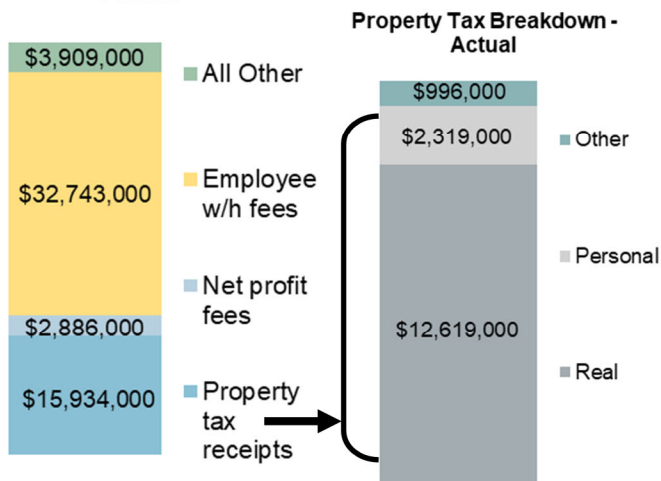 $3,909,000
All Other
$32,743,000
Employee
w/h fees
$2,886,000
Net profit
fees
$15,934,000
Property
tax
receipts
Property Tax Breakdown -
Actual
$996,000
Other
$2,319,000
Personal
$12,619,000
Real